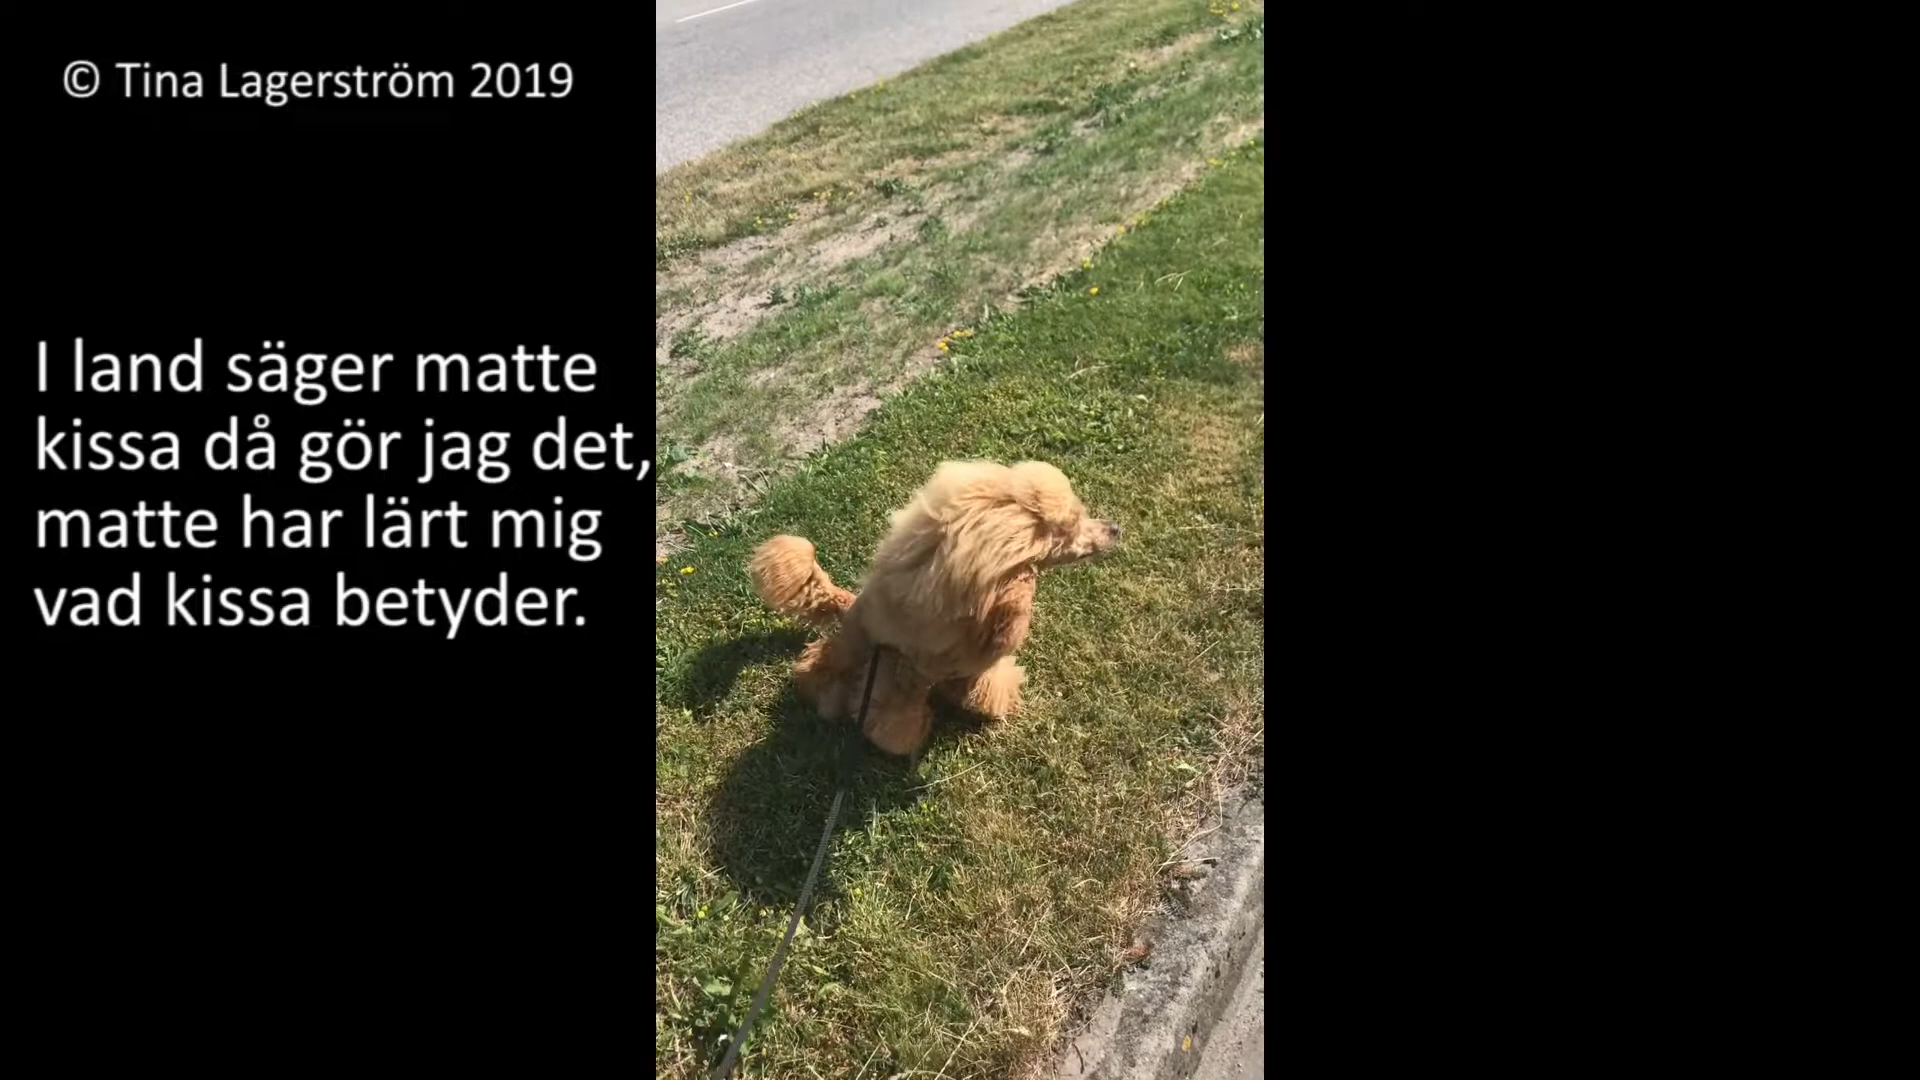 © Tina Lagerström 2019
I land säger matte
kissa då gör jag det,
matte har lärt mig
vad kissa betyder.